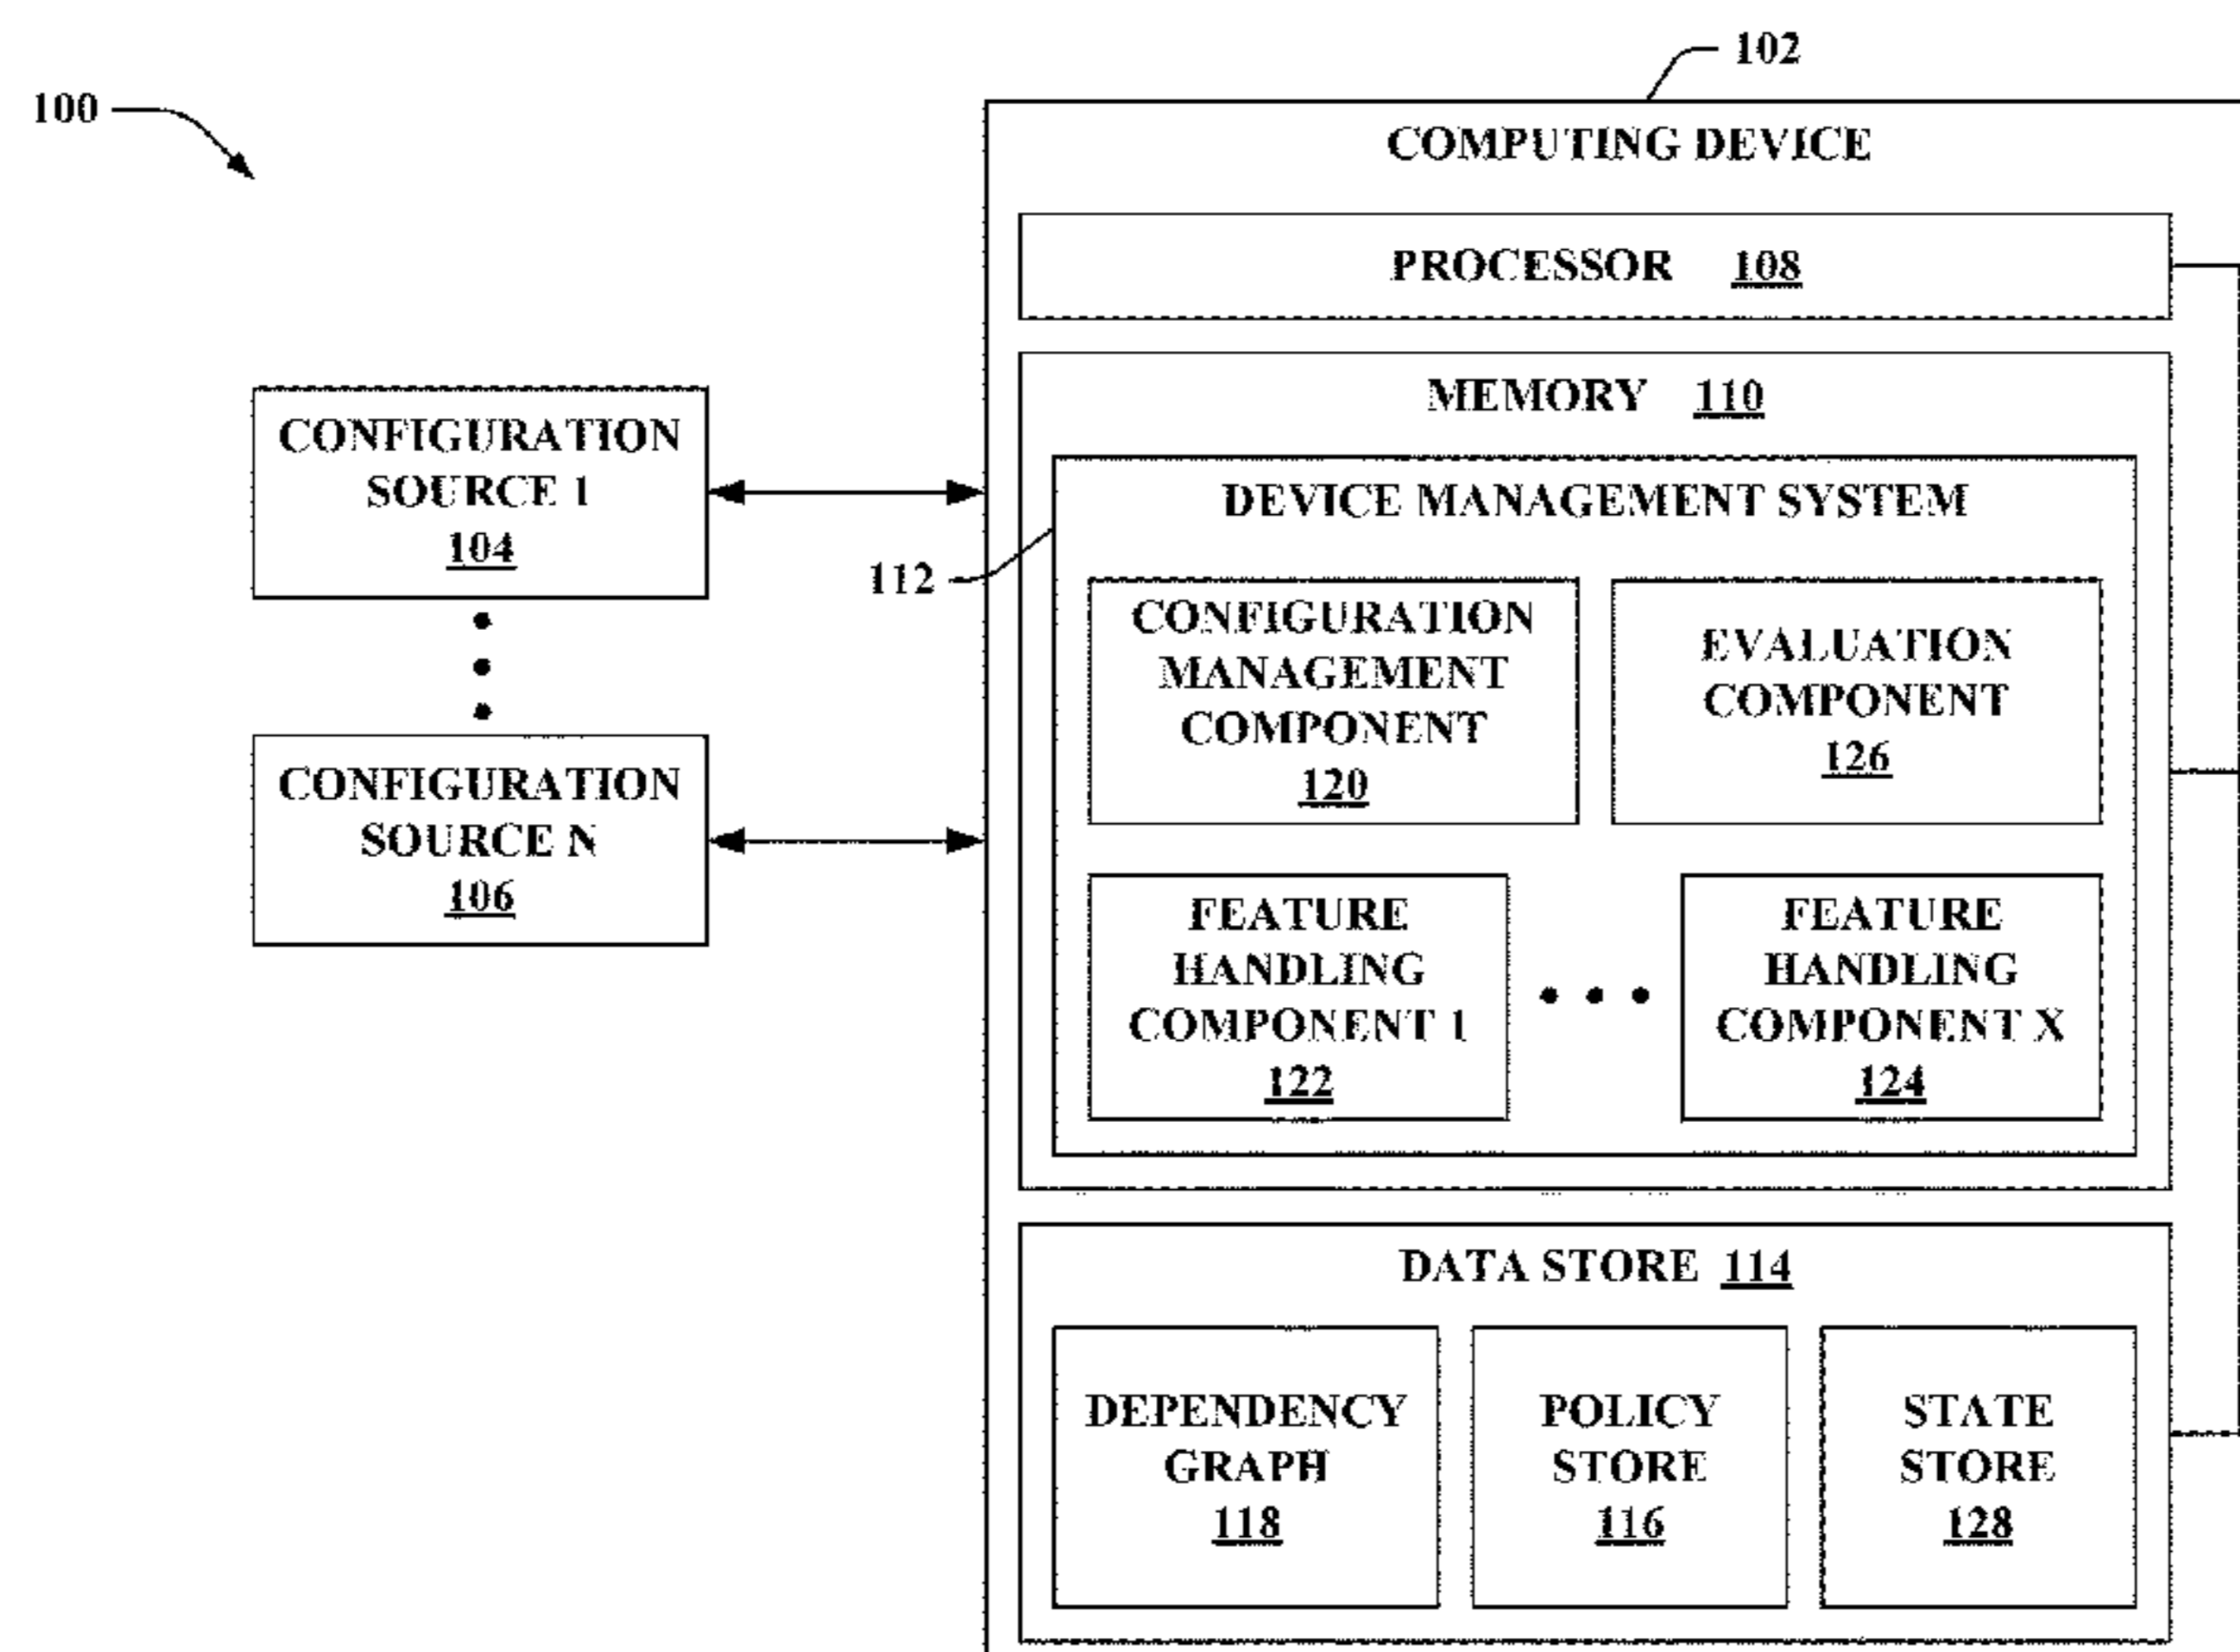 102
100
COMPUTING DEVICE
PROCESSOR 108
MEMORY 110
CONFIGURATION
SOURCE 1
104
DEVICE MANAGEMENT SYSTEM
112
CONFIGURATION
MANAGEMENT
COMPONENT
120
EVALUATION
COMPONENT
126
CONFIGURATION
SOURCE N
106
FEATURE
HANDLING
COMPONENT 1
122
FEATURE
HANDLING
COMPONENT X
124
DATA STORE 114
DEPENDENCY
GRAPH
118
POLICY
STORE
116
STATE
STORE
128